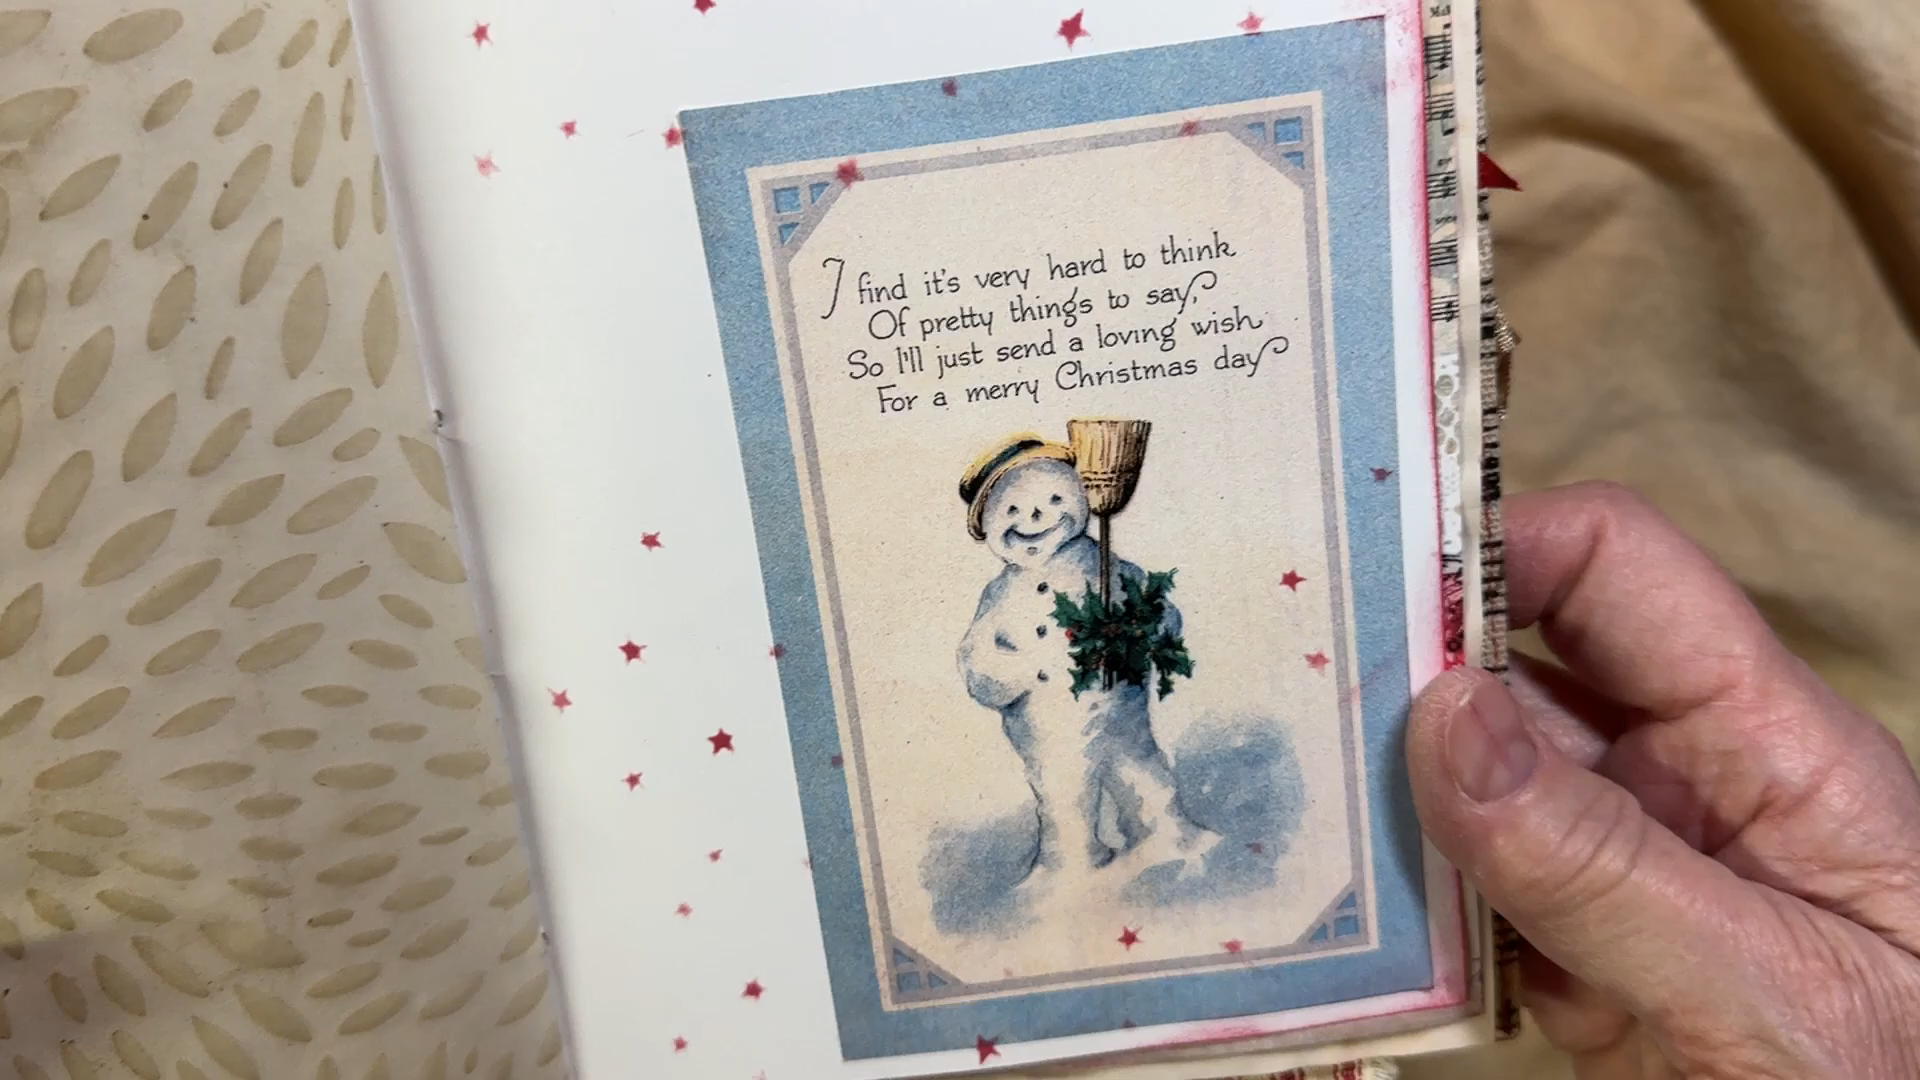 I find it's very hard to think
Of pretty things to say,
So I'll just send a loving wish
For a merry Christmas day